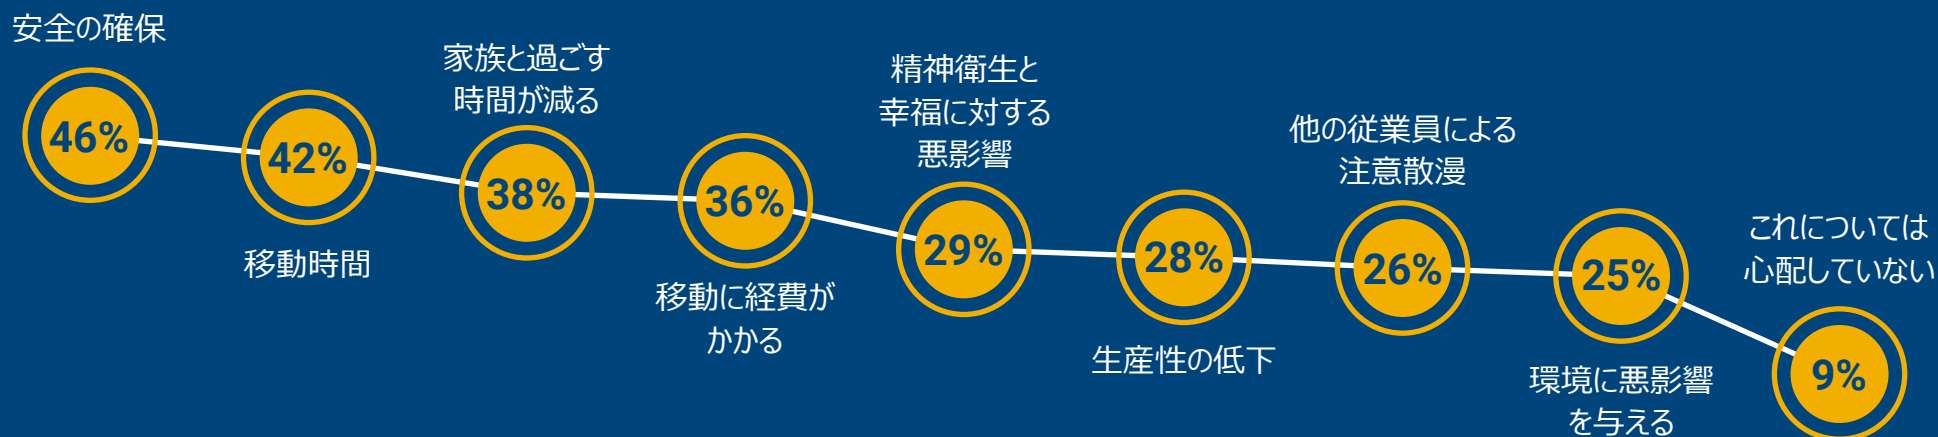 安全の確保
46%
42%
移動時間
家族と過ごす
時間が減る
38%
36%
移動に経費が
かかる
精神衛生と
幸福に対する
悪影響
29%
28%
生産性の低下
他の従業員による
注意散漫
26%
25%
環境に悪影響
を与える
これについては
心配していない
9%